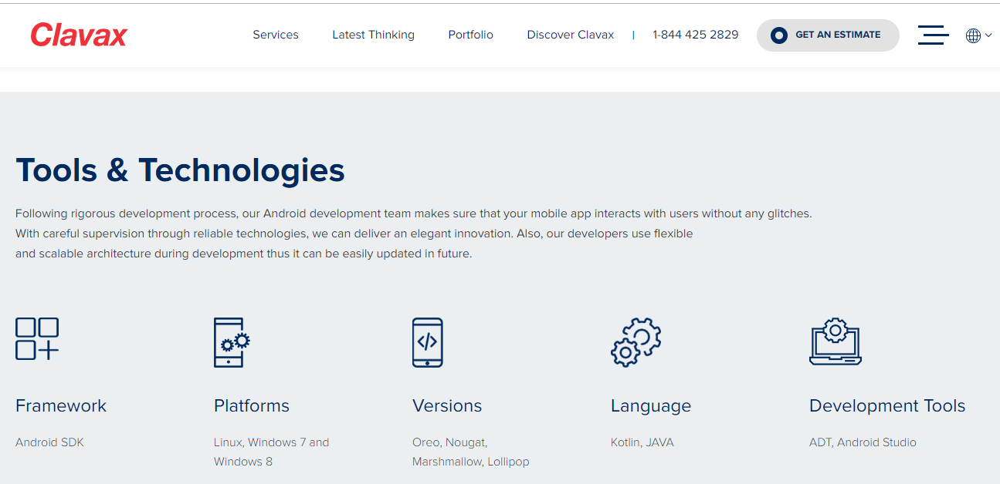 Clavax
Services
Latest Thinking
Portfolio
Discover Clavax
|
1-844 425 2829
GET AN ESTIMATE
Tools & Technologies
Following rigorous development process, our Android development team makes sure that your mobile app interacts with users without any glitches.
With careful supervision through reliable technologies, we can deliver an elegant innovation. Also, our developers use flexible
and scalable architecture during development thus it can be easily updated in future.
Framework
Android SDK
Platforms
Linux, Windows 7 and
Windows 8
Versions
Oreo, Nougat,
Marshmallow, Lollipop
Language
Kotlin, JAVA
Development Tools
ADT, Android Studio